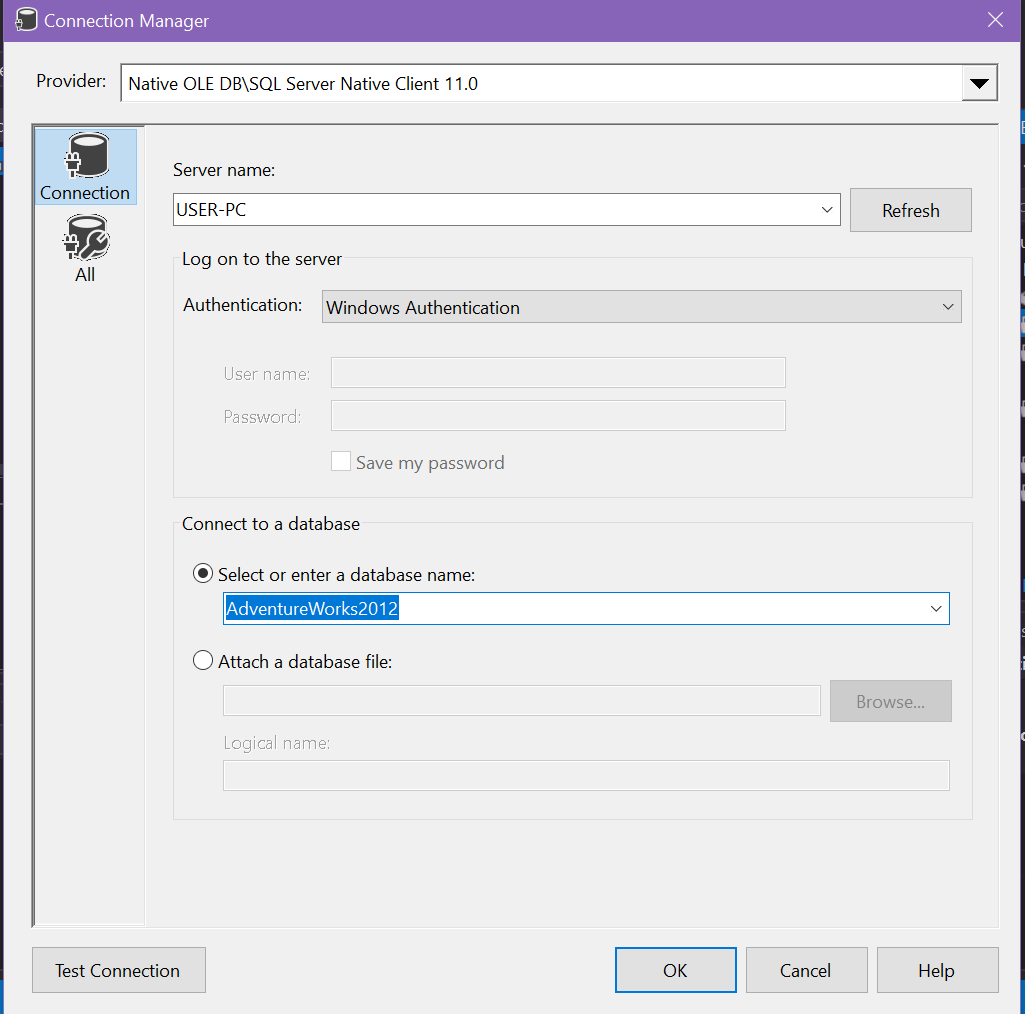 Connection Manager
Provider: Native OLE DB\SQL Server Native Client 11.0
Connection
All
Server name:
USER-PC
Refresh
Log on to the server
Authentication: Windows Authentication
User name:
Password:
Save my password
Connect to a database
Select or enter a database name:
AdventureWorks2012
Attach a database file:
Browse...
Logical name:
Test Connection
OK
Cancel
Help